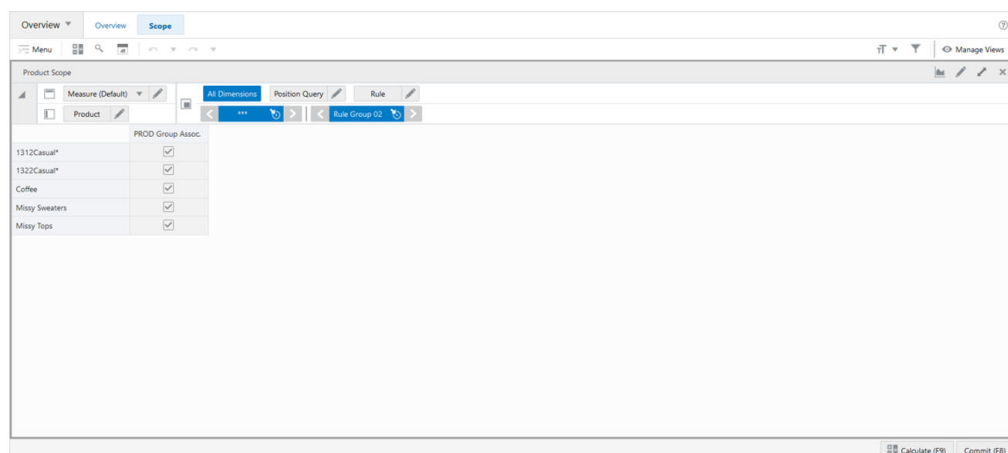 Overview Overview Scope
Menu Manage Views
Product Scope
Measure (Default) All Dimensions Position Query Rule
Product *** Rule Group 02
PROD Group Assoc.
1312Casual*
1322Casual*
Coffee
Missy Sweaters
Missy Tops
Calculate (F9) Commit (F8)